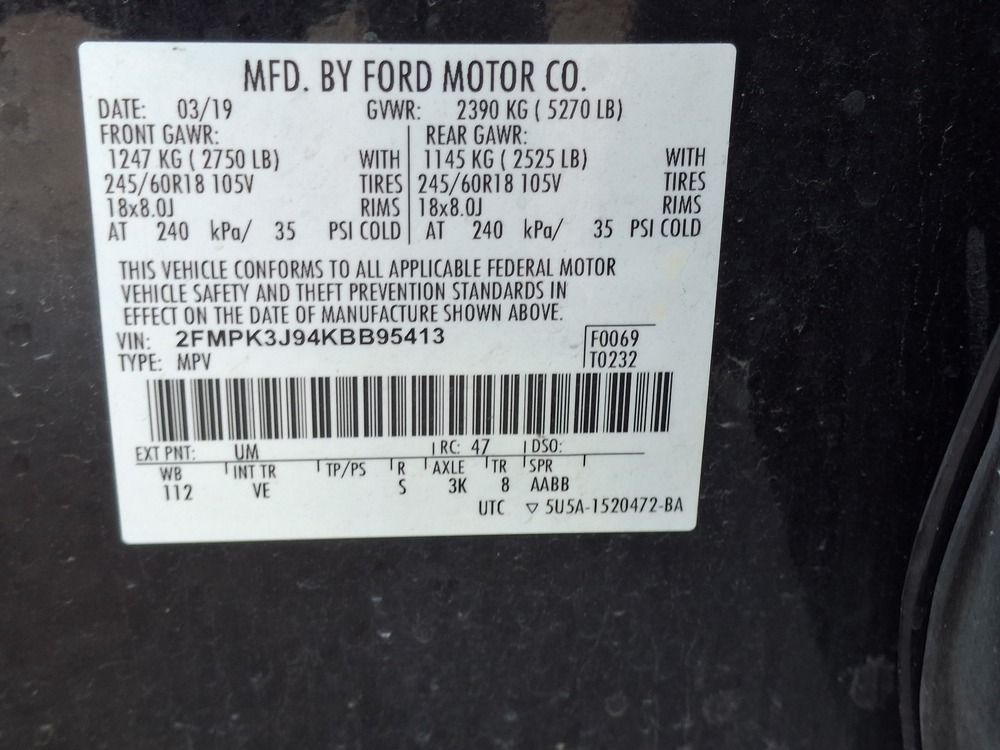 MFD. BY FORD MOTOR CO.
DATE: 03/19 GVWR: 2390 KG ( 5270 LB)
FRONT GAWR: REAR GAWR:
1247 KG ( 2750 LB) WITH 1145 KG ( 2525 LB) WITH
245/60R18 105V TIRES 245/60R18 105V TIRES
18x8.0J RIMS 18x8.0J RIMS
AT 240 kPa/ 35 PSI COLD AT 240 kPa/ 35 PSI COLD
THIS VEHICLE CONFORMS TO ALL APPLICABLE FEDERAL MOTOR
VEHICLE SAFETY AND THEFT PREVENTION STANDARDS IN
EFFECT ON THE DATE OF MANUFACTURE SHOWN ABOVE.
VIN: 2FMPK3J94KBB95413 F0069
TYPE: MPV T0232
EXT PNT: UM RC: 47 DSO:
WB INT TR TP/PS R AXLE TR SPR
112 VE S 3K 8 AABB
UTC ▽ 5U5A-1520472-BA